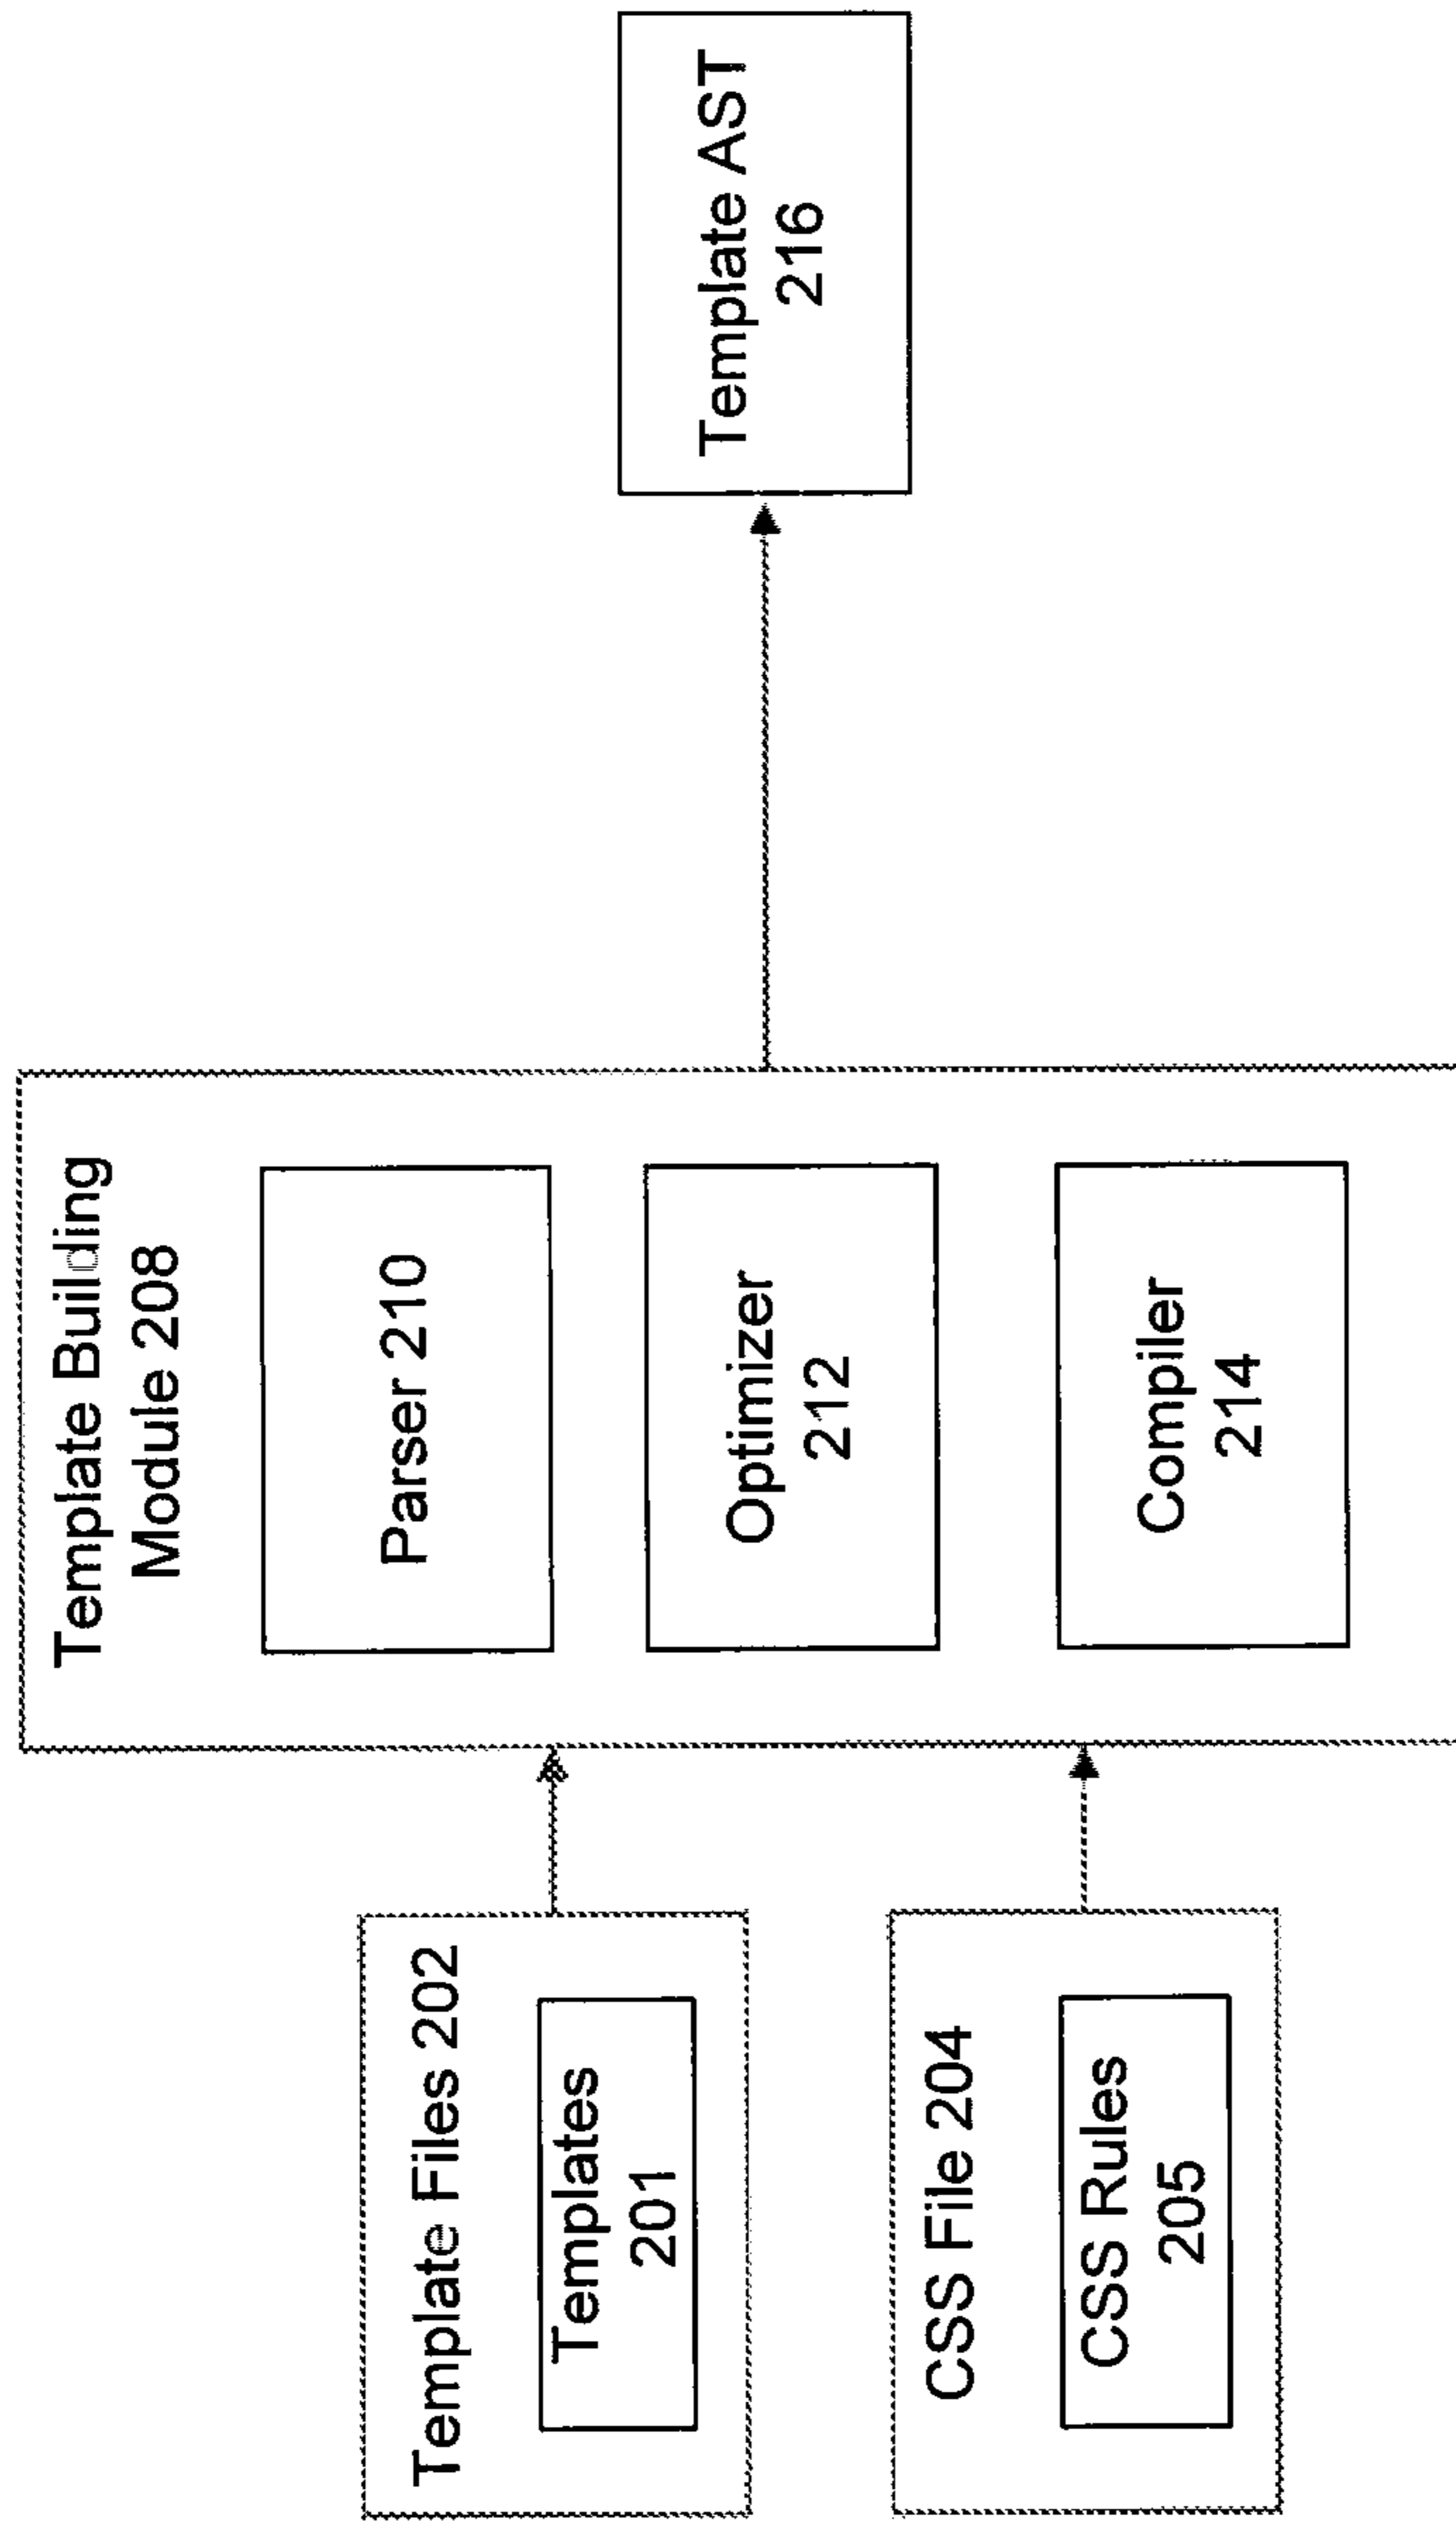 Template Files 202
Templates
201
CSS File 204
CSS Rules
205
Template Building
Module 208
Parser 210
Optimizer
212
Compiler
214
Template AST
216